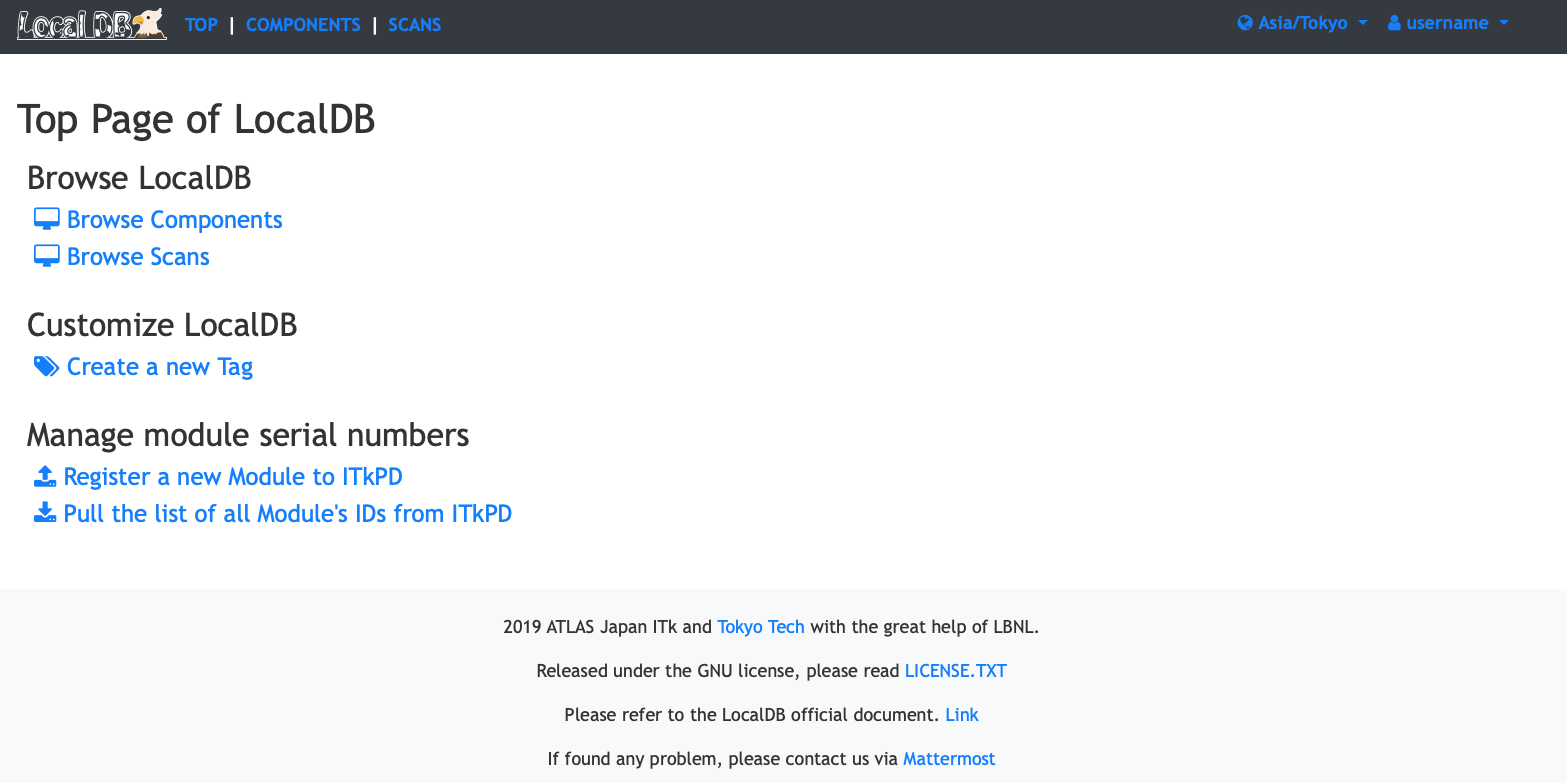 Local DB TOP | COMPONENTS | SCANS Asia/Tokyo username
Top Page of LocalDB
Browse LocalDB
Browse Components
Browse Scans
Customize LocalDB
Create a new Tag
Manage module serial numbers
Register a new Module to ITkPD
Pull the list of all Module's IDs from ITkPD
2019 ATLAS Japan ITk and Tokyo Tech with the great help of LBNL.
Released under the GNU license, please read LICENSE.TXT
Please refer to the LocalDB official document. Link
If found any problem, please contact us via Mattermost